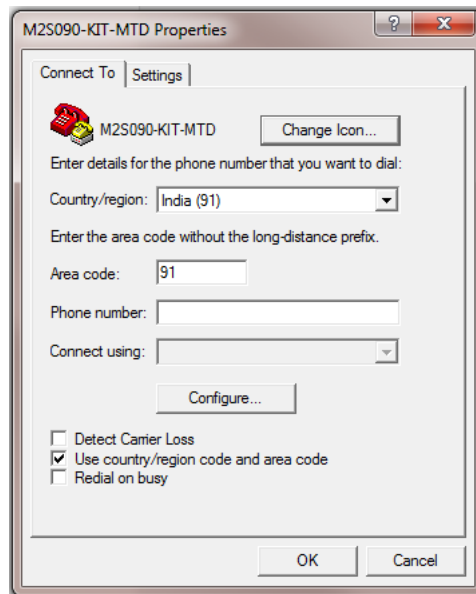 M2S090-KIT-MTD Properties
Connect To Settings
M2S090-KIT-MTD Change Icon...
Enter details for the phone number that you want to dial:
Country/region: India (91)
Enter the area code without the long-distance prefix.
Area code: 91
Phone number:
Connect using:
Configure...
Detect Carrier Loss
Use country/region code and area code
Redial on busy
OK Cancel